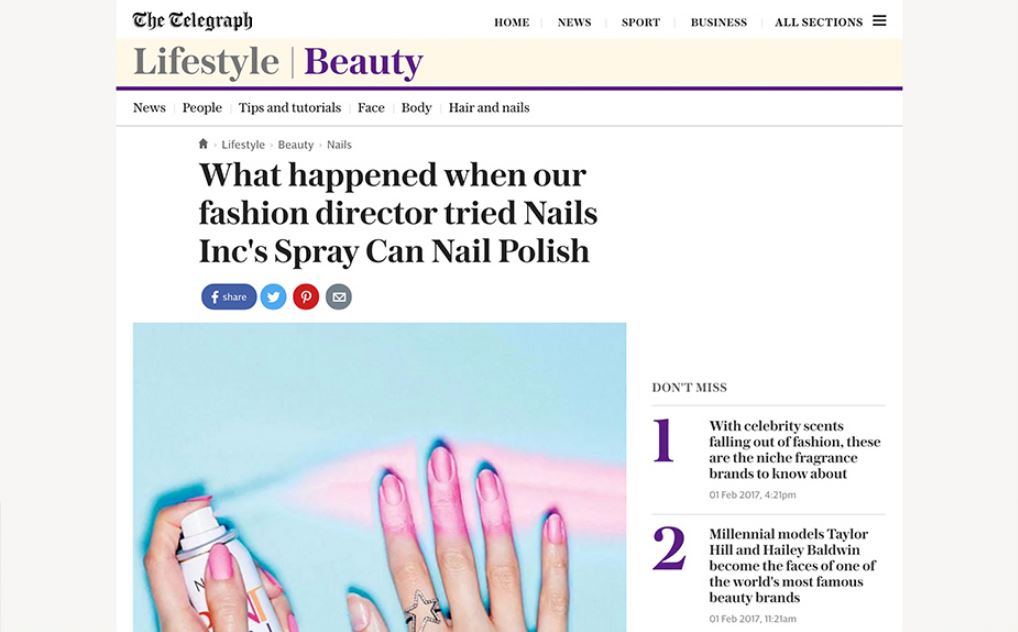 The Telegraph
HOME NEWS SPORT BUSINESS ALL SECTIONS
Lifestyle | Beauty
News People Tips and tutorials Face Body Hair and nails
Lifestyle › Beauty › Nails
What happened when our
fashion director tried Nails
Inc's Spray Can Nail Polish
f share
DON'T MISS
1
With celebrity scents
falling out of fashion, these
are the niche fragrance
brands to know about
01 Feb 2017, 4:21pm
2
Millennial models Taylor
Hill and Hailey Baldwin
become the faces of one of
the world's most famous
beauty brands
01 Feb 2017, 11:21am